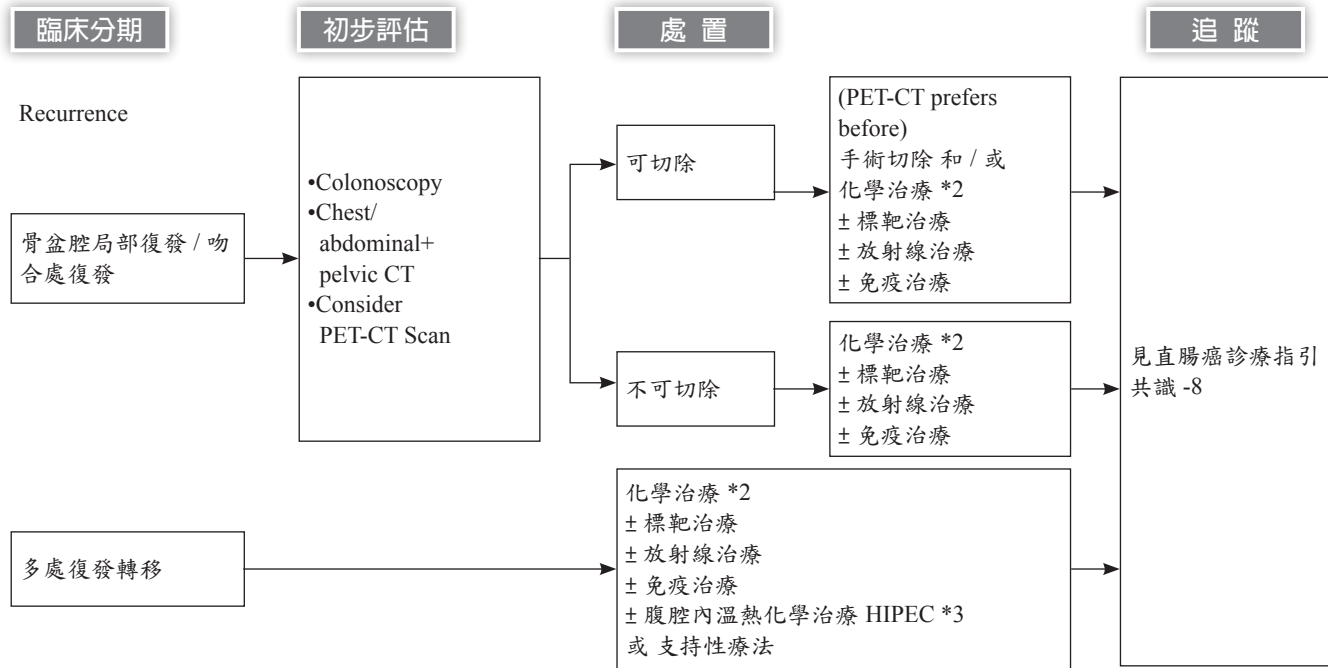 臨床分期
初步評估
處 置
追 蹤
Recurrence
骨盆腔局部復發 / 吻
合處復發
•Colonoscopy
•Chest/
abdominal+
pelvic CT
•Consider
PET-CT Scan
可切除
(PET-CT prefers
before)
手術切除 和 / 或
化學治療 *2
± 標靶治療
± 放射線治療
± 免疫治療
不可切除
化學治療 *2
± 標靶治療
± 放射線治療
± 免疫治療
多處復發轉移
化學治療 *2
± 標靶治療
± 放射線治療
± 免疫治療
± 腹腔內溫熱化學治療 HIPEC *3
或 支持性療法
見直腸癌診療指引
共識 -8